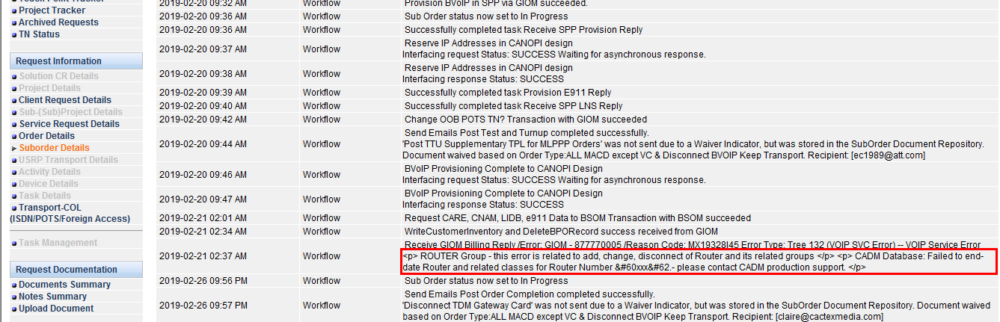 Touch Point Tracker
Project Tracker
Archived Requests
TN Status
Request Information
Solution CR Details
Project Details
Client Request Details
Sub-(Sub)Project Details
Service Request Details
Order Details
Suborder Details
USRP Transport Details
Activity Details
Device Details
Task Details
Transport-COL
(ISDN/POTS/Foreign Access)
Task Management
Request Documentation
Documents Summary
Notes Summary
Upload Document
2019-02-20 09:32 AM Workflow Provision BVoIP in SPP via GIOM succeeded.
2019-02-20 09:36 AM Workflow Sub Order status now set to In Progress
2019-02-20 09:36 AM Workflow Successfully completed task Receive SPP Provision Reply
2019-02-20 09:37 AM Workflow Reserve IP Addresses in CANOPI design
Interfacing request Status: SUCCESS Waiting for asynchronous response.
2019-02-20 09:38 AM Workflow Reserve IP Addresses in CANOPI design
Interfacing response Status: SUCCESS
2019-02-20 09:39 AM Workflow Successfully completed task Provision E911 Reply
2019-02-20 09:40 AM Workflow Successfully completed task Receive SPP LNS Reply
2019-02-20 09:42 AM Workflow Change OOB POTS TN? Transaction with GIOM succeeded
2019-02-20 09:44 AM Workflow Send Emails Post Test and Turnup completed successfully.
'Post TTU Supplementary TPL for MLPPP Orders' was not sent due to a Waiver Indicator, but was stored in the SubOrder Document Repository.
Document waived based on Order Type:ALL MACD except VC & Disconnect BVOIP Keep Transport. Recipient: [ec1989@att.com]
2019-02-20 09:46 AM Workflow BVoIP Provisioning Complete to CANOPI Design
Interfacing request Status: SUCCESS Waiting for asynchronous response.
2019-02-20 09:47 AM Workflow BVoIP Provisioning Complete to CANOPI Design
Interfacing response Status: SUCCESS
2019-02-21 02:01 AM Workflow Request CARE, CNAM, LIDB, e911 Data to BSOM Transaction with BSOM succeeded
2019-02-21 02:34 AM Workflow WriteCustomerInventory and DeleteBPORecord success received from GIOM
2019-02-21 02:37 AM Workflow Receive GIOM Billing Reply /Error: GIOM - 877770005 /Reason Code: MX19328I45 Error Type: Tree 132 (VOIP SVC Error) -- VOIP Service Error
<p> ROUTER Group - this error is related to add, change, disconnect of Router and its related groups </p> <p> CADM Database: Failed to end-
date Router and related classes for Router Number &#60xxx&#62.- please contact CADM production support. </p>
2019-02-26 09:56 PM Workflow Sub Order status now set to In Progress
2019-02-26 09:57 PM Workflow Send Emails Post Order Completion completed successfully.
'Disconnect TDM Gateway Card' was not sent due to a Waiver Indicator, but was stored in the SubOrder Document Repository. Document waived
based on Order Type:ALL MACD except VC & Disconnect BVOIP Keep Transport. Recipient: [claire@cactexmedia.com]